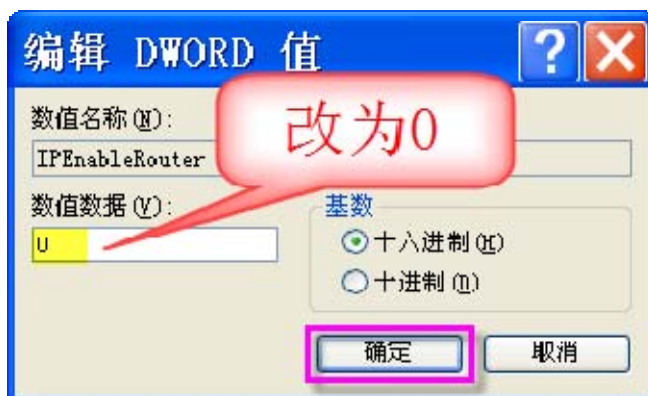 编辑 DWORD 值
改为0
数值名称(N):
IPEnableRouter
数值数据(V):
0
基数
十六进制(H)
十进制(D)
确定
取消